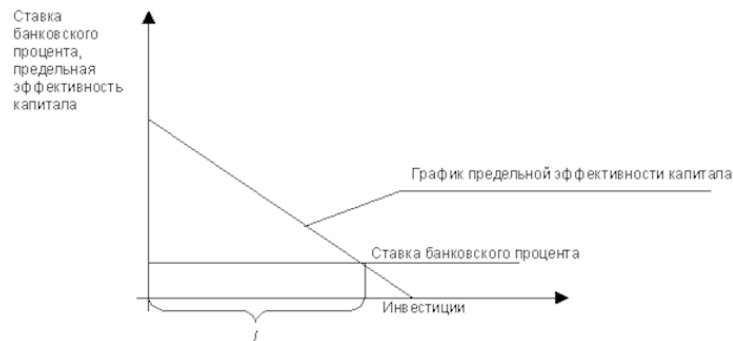 Ставка
банковского
процента,
предельная
эффективность
капитала
График предельной эффективности капитала
Ставка банковского процента
Инвестиции